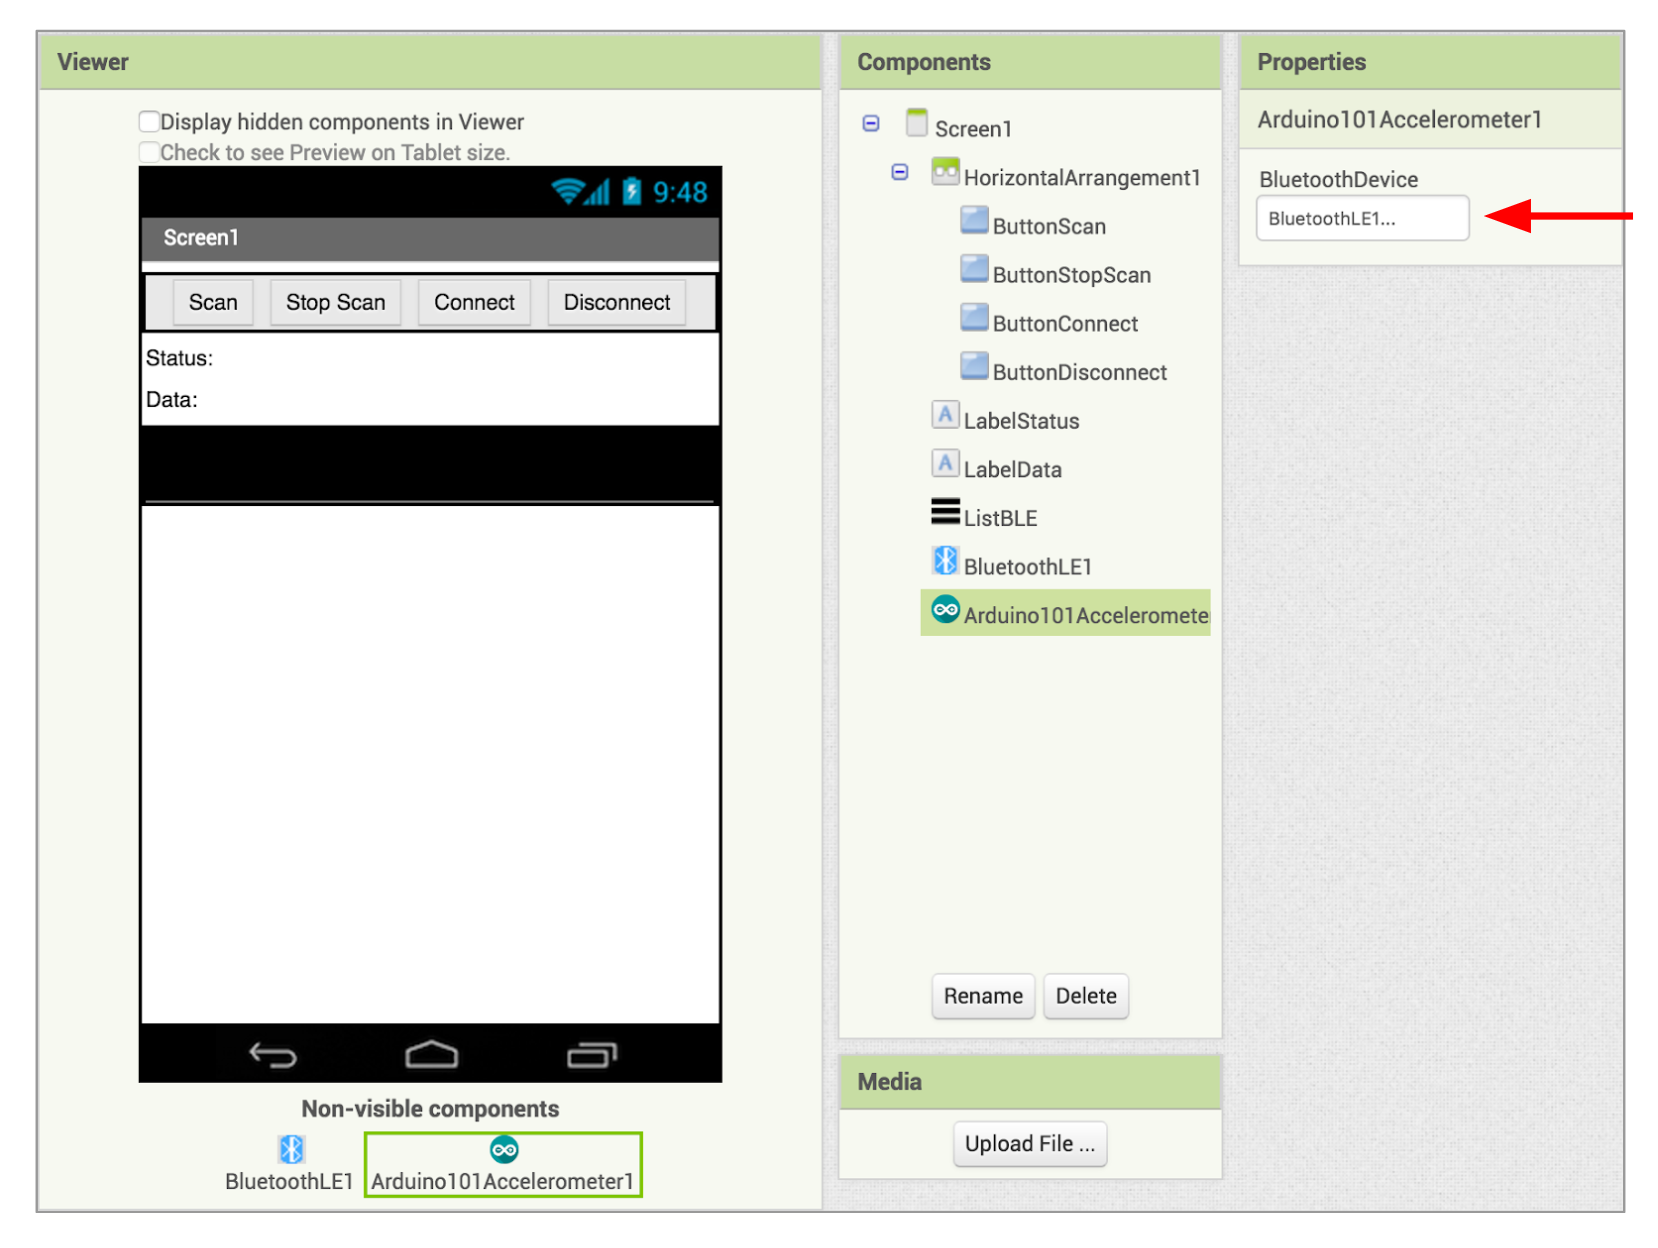 Viewer
Display hidden components in Viewer
Check to see Preview on Tablet size.
9:48
Screen1
Scan Stop Scan Connect Disconnect
Status:
Data:
Non-visible components
BluetoothLE1 Arduino101Accelerometer1
Components
Screen1
HorizontalArrangement1
ButtonScan
ButtonStopScan
ButtonConnect
ButtonDisconnect
LabelStatus
LabelData
ListBLE
BluetoothLE1
Arduino101Acceleromete
Rename Delete
Media
Upload File ...
Properties
Arduino101Accelerometer1
BluetoothDevice
BluetoothLE1...